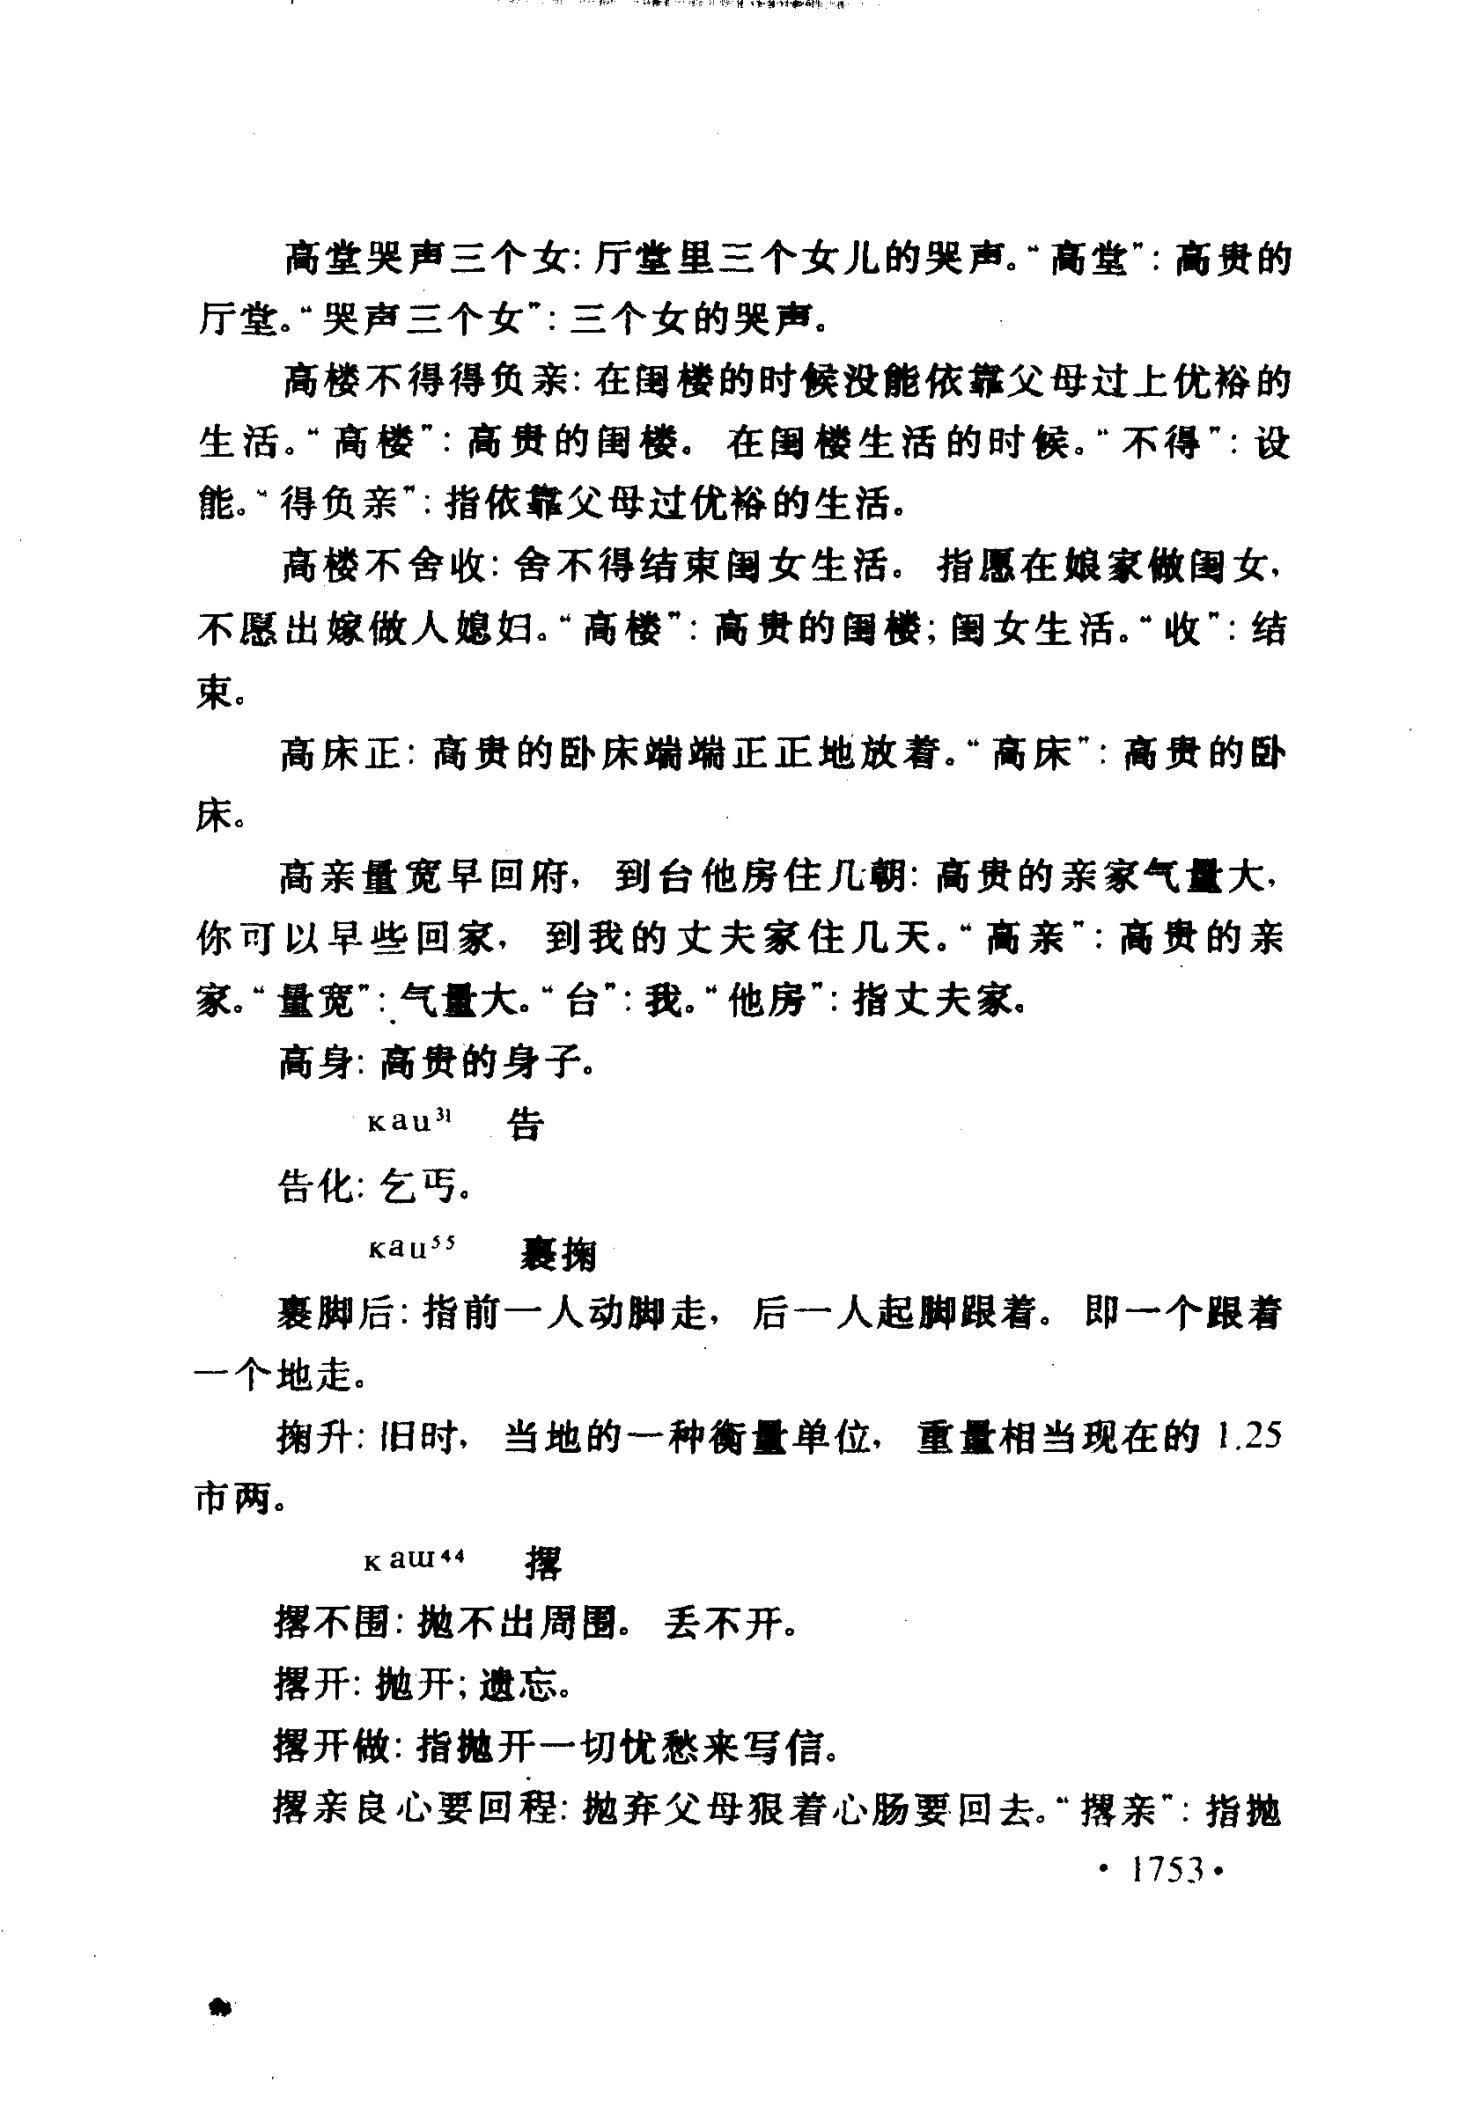 高堂哭声三个女：厅堂里三个女儿的哭声。“高堂”：高贵的
厅堂。“哭声三个女”：三个女的哭声。
高楼不得得负亲：在闺楼的时候没能依靠父母过上优裕的
生活。“高楼”：高贵的闺楼。在闺楼生活的时候。“不得”：设
能。“得负亲”：指依靠父母过优裕的生活。
高楼不舍收：舍不得结束闺女生活。指愿在娘家做闺女，
不愿出嫁做人媳妇。“高楼”：高贵的闺楼；闺女生活。“收”：结
束。
高床正：高贵的卧床端端正正地放着。“高床”：高贵的卧
床。
高亲量宽早回府，到台他房住几朝：高贵的亲家气量大，
你可以早些回家，到我的丈夫家住几天。“高亲”：高贵的亲
家。“量宽”：气量大。“台”：我。“他房”：指丈夫家。
高身：高贵的身子。
кau³¹ 告
告化：乞丐。
кau⁵⁵ 裹掬
裹脚后：指前一人动脚走，后一人起脚跟着。即一个跟着
一个地走。
掬升：旧时，当地的一种衡量单位，重量相当现在的 1.25
市两。
кaɯ⁴⁴ 撂
撂不围：抛不出周围。丢不开。
撂开：抛开；遗忘。
撂开做：指抛开一切忧愁来写信。
撂亲良心要回程：抛弃父母狠着心肠要回去。“撂亲”：指抛
·1753·